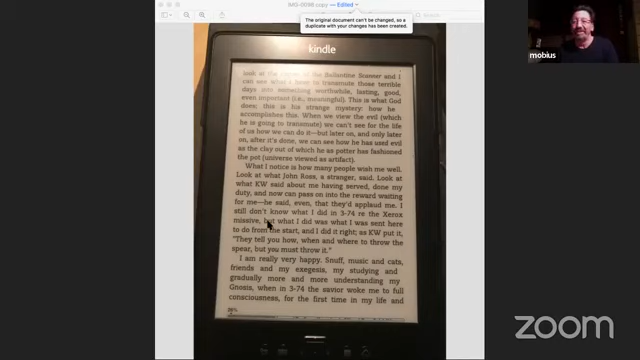 IMG-0098.copy — Edited
The original document can't be changed, so a
duplicate with your changes has been created.
Search
mobius
kindle
look at the of the Ballantine Scanner and I
can see what I hope to transmute those terrible
days into something worthwhile, lasting, good,
even important (i.e., meaningful). This is what God
does; this is his strange mystery: how he
accomplishes this. When we view the evil (which
he is going to transmute) we can't see for the life
of us how we can do it—but later on, and only later
on, after it's done, we can see how he has used evil
as the clay out of which he as potter has fashioned
the pot (universe viewed as artifact).
What I notice is how many people wish me well.
Look at what John Ross, a stranger, said. Look at
what KW said about me having served, done my
duty, and now can pass on into the reward waiting
for me—he said, even, that they'd applaud me. I
still don't know what I did in 3-74 re the Xerox
missive, but what I did was what I was sent here
to do from the start, and I did it right; as KW put it,
"They tell you how, when and where to throw the
spear, but you must throw it."
I am really very happy. Snuff, music and cats,
friends and my exegesis, my studying and
gradually more and more understanding my
Gnosis, when in 3-74 the savior woke me to full
consciousness, for the first time in my life and
zoom